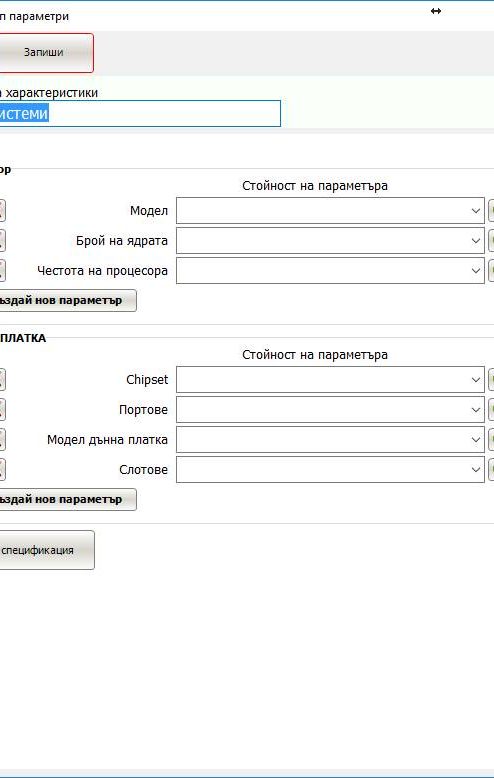 п параметри
Запиши
а характеристики
истеми
ор
Стойност на параметъра
Модел
Брой на ядрата
Честота на процесора
ъздай нов параметър
ПЛАТКА
Стойност на параметъра
Chipset
Портове
Модел дънна платка
Слотове
ъздай нов параметър
спецификация